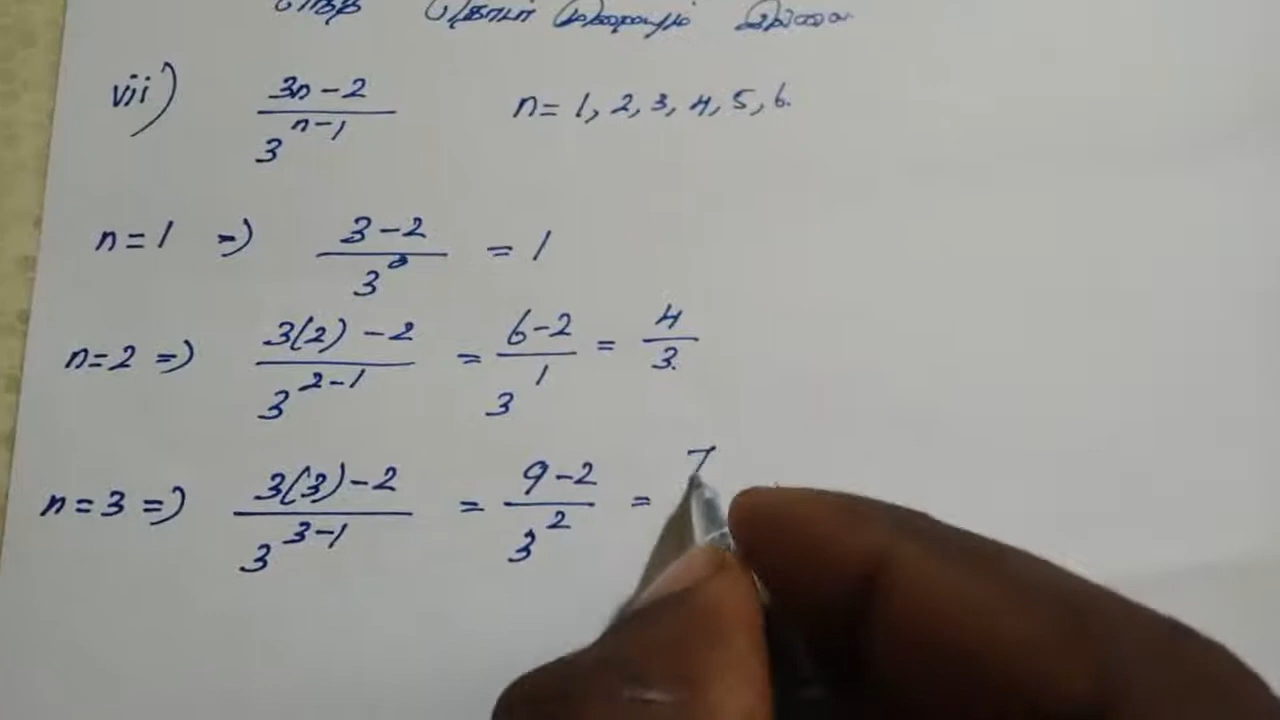 vii) (3n-2)/3^(n-1) n = 1, 2, 3, 4, 5, 6.
n=1 => (3-2)/3^0 = 1
n=2 => (3(2)-2)/3^(2-1) = (6-2)/3^1 = 4/3.
n=3 => (3(3)-2)/3^(3-1) = (9-2)/3^2 = 7